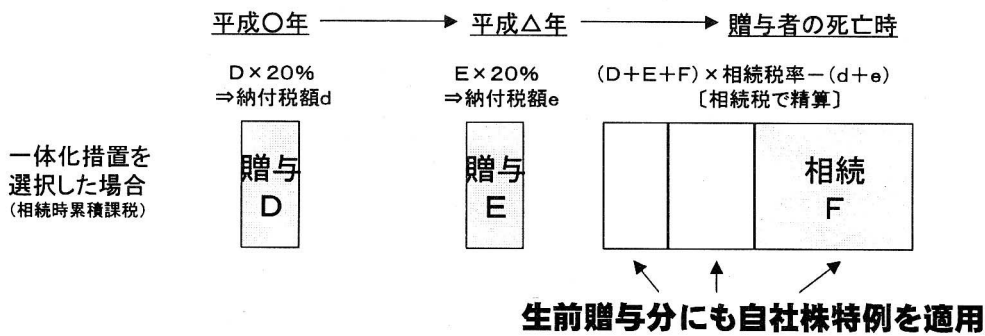 平成〇年
平成△年
贈与者の死亡時
D×20%
⇒納付税額d
E×20%
⇒納付税額e
(D+E+F)×相続税率-(d+e)
〔相続税で精算〕
一体化措置を
選択した場合
(相続時累積課税)
贈与
D
贈与
E
相続
F
生前贈与分にも自社株特例を適用